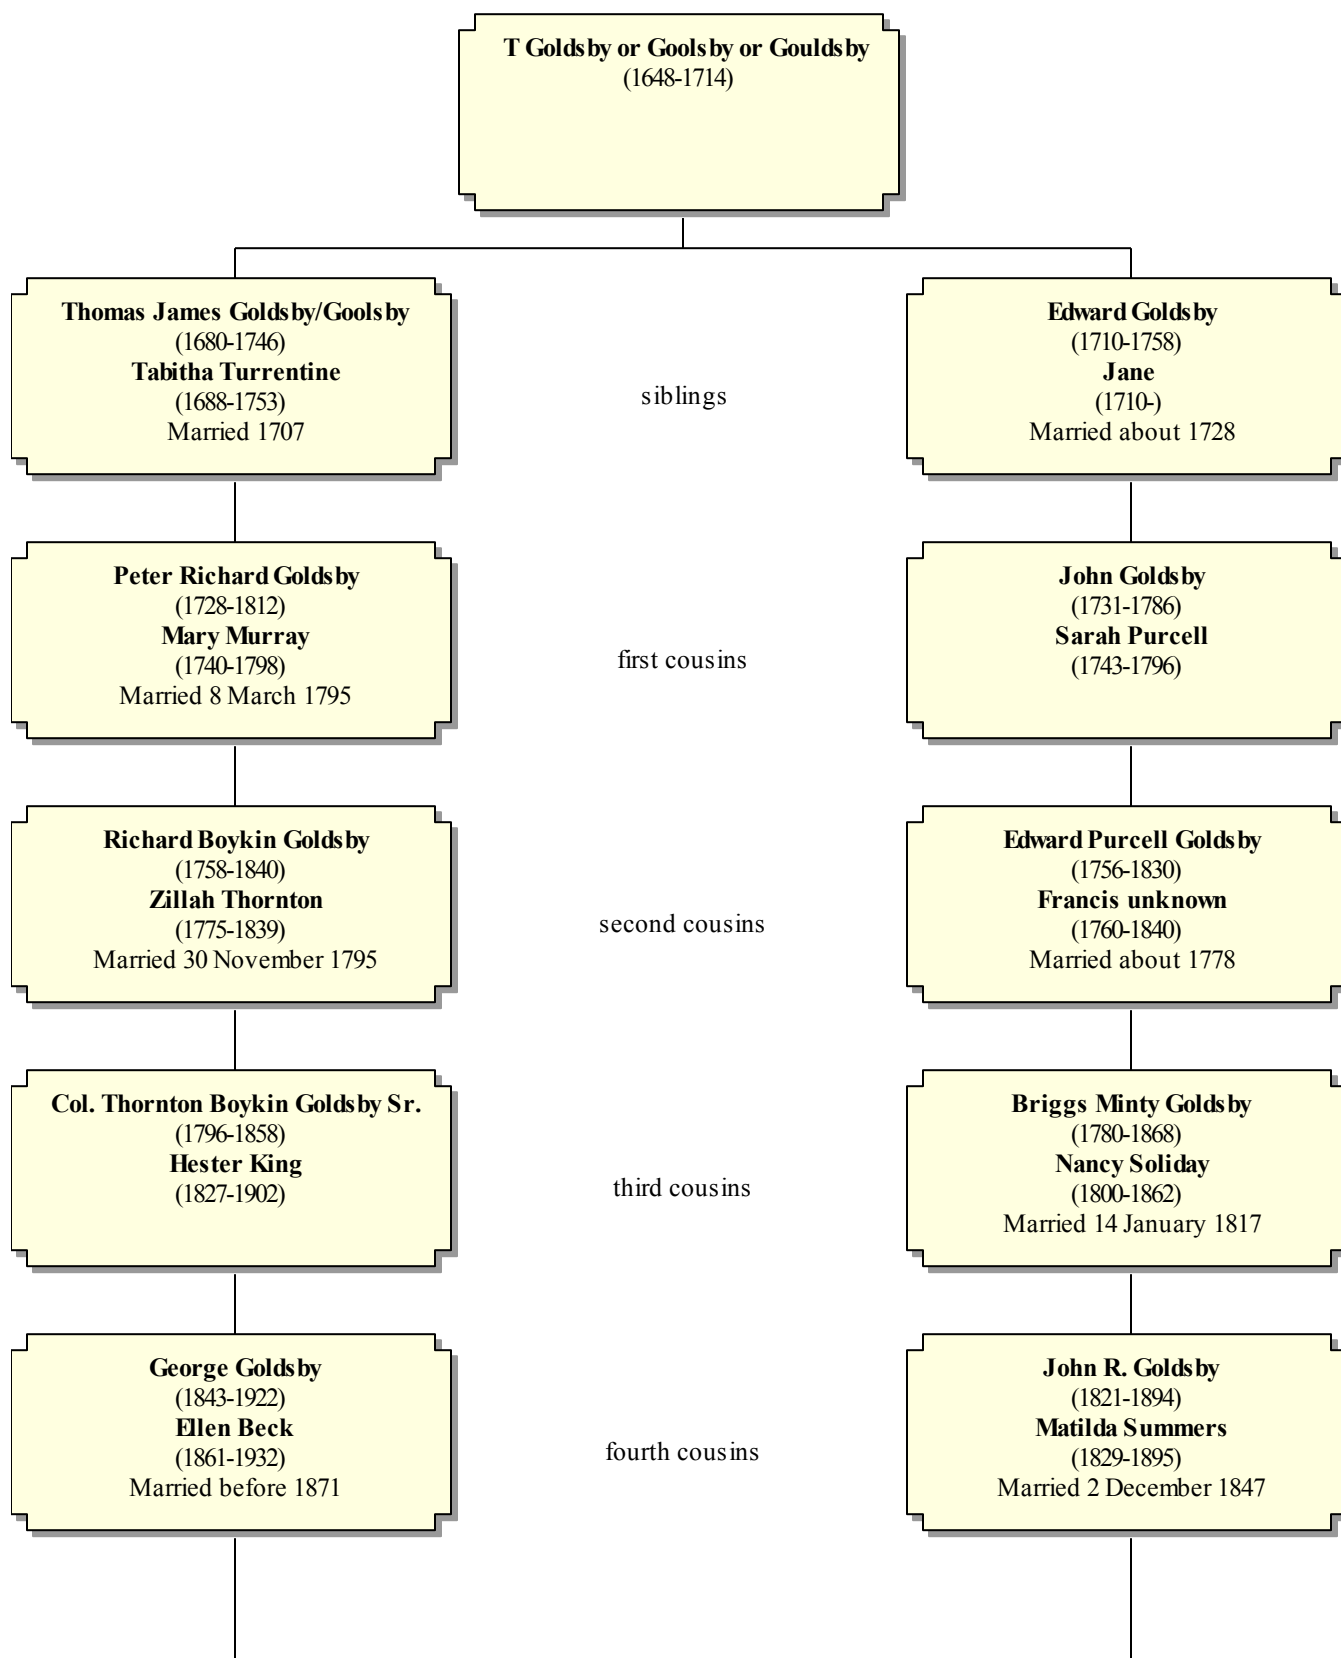 T Goldsby or Goolsby or Gouldsby
(1648-1714)
Thomas James Goldsby/Goolsby
(1680-1746)
Tabitha Turrentine
(1688-1753)
Married 1707
siblings
Edward Goldsby
(1710-1758)
Jane
(1710-)
Married about 1728
Peter Richard Goldsby
(1728-1812)
Mary Murray
(1740-1798)
Married 8 March 1795
first cousins
John Goldsby
(1731-1786)
Sarah Purcell
(1743-1796)
Richard Boykin Goldsby
(1758-1840)
Zillah Thornton
(1775-1839)
Married 30 November 1795
second cousins
Edward Purcell Goldsby
(1756-1830)
Francis unknown
(1760-1840)
Married about 1778
Col. Thornton Boykin Goldsby Sr.
(1796-1858)
Hester King
(1827-1902)
third cousins
Briggs Minty Goldsby
(1780-1868)
Nancy Soliday
(1800-1862)
Married 14 January 1817
George Goldsby
(1843-1922)
Ellen Beck
(1861-1932)
Married before 1871
fourth cousins
John R. Goldsby
(1821-1894)
Matilda Summers
(1829-1895)
Married 2 December 1847